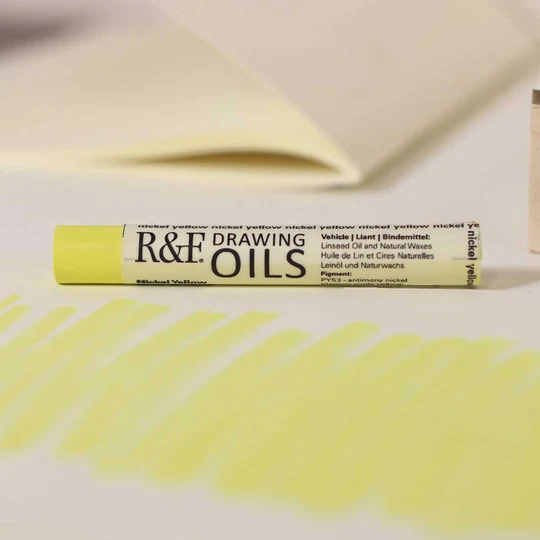 nickel yellow nickel yellow nickel yellow nickel yellow nickel ye
R&F® DRAWING OILS
Nickel Yellow
Vehicle | Liant | Bindemittel:
Linseed Oil and Natural Waxes
Huile de Lin et Cires Naturelles
Leinöl und Naturwachs
Pigment:
PY53 - antimony nickel
nickel yellow